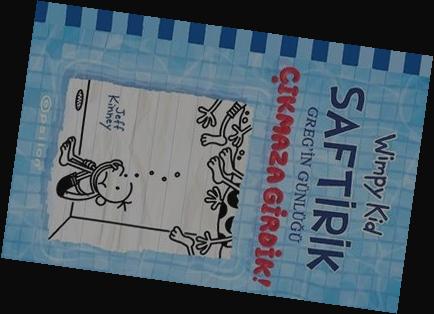 Wimpy Kid
SAFTİRİK
GREG'İN GÜNLÜĞÜ
ÇIKMAZA GİRDİK!
Jeff
Kinney
epsilon